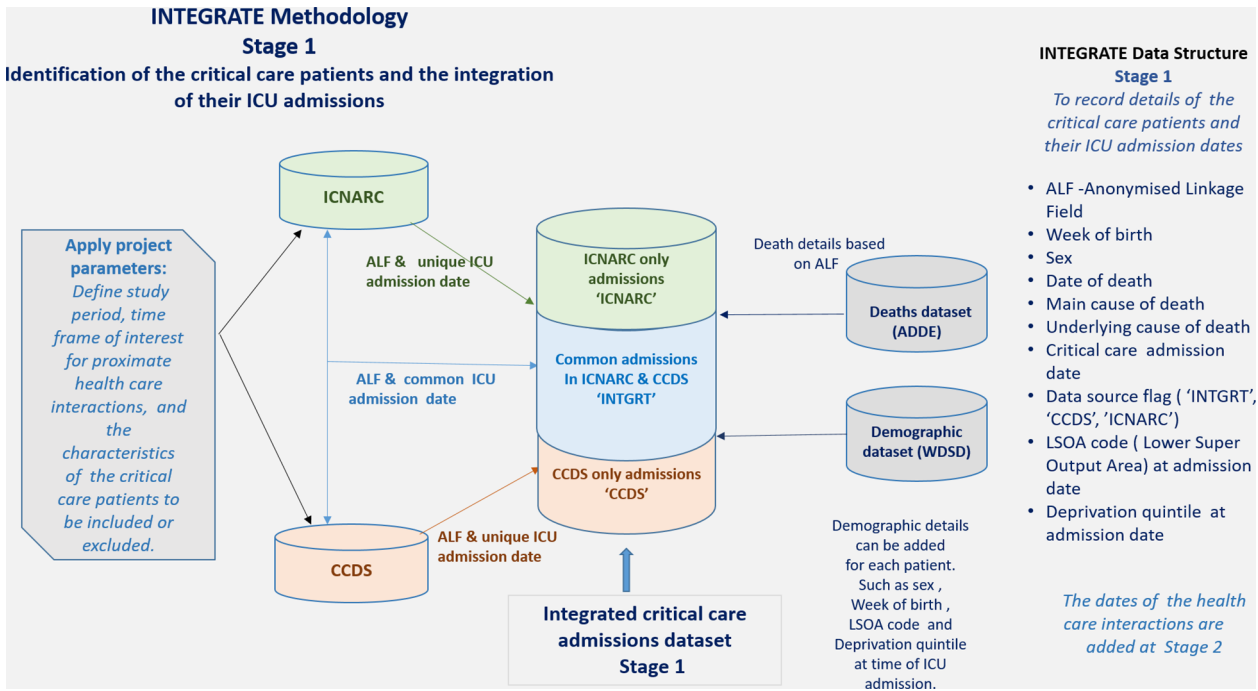 INTEGRATE Methodology
Stage 1
Identification of the critical care patients and the integration
of their ICU admissions
Apply project
parameters:
Define study
period, time
frame of interest
for proximate
health care
interactions, and
the
characteristics
of the critical
care patients to
be included or
excluded.
ICNARC
CCDS
ALF & unique ICU
admission date
ALF & common ICU
admission date
ALF & unique ICU
admission date
ICNARC only
admissions
‘ICNARC’
Common admissions
In ICNARC & CCDS
‘INTGRT’
CCDS only admissions
‘CCDS’
Integrated critical care
admissions dataset
Stage 1
Death details based
on ALF
Deaths dataset
(ADDE)
Demographic
dataset (WDSD)
Demographic details
can be added
for each patient.
Such as sex ,
Week of birth ,
LSOA code and
Deprivation quintile
at time of ICU
admission.
INTEGRATE Data Structure
Stage 1
To record details of the
critical care patients and
their ICU admission dates
• ALF -Anonymised Linkage
Field
• Week of birth
• Sex
• Date of death
• Main cause of death
• Underlying cause of death
• Critical care admission
date
• Data source flag ( ‘INTGRT’,
‘CCDS’, ’ICNARC’)
• LSOA code ( Lower Super
Output Area) at admission
date
• Deprivation quintile at
admission date
The dates of the health
care interactions are
added at Stage 2